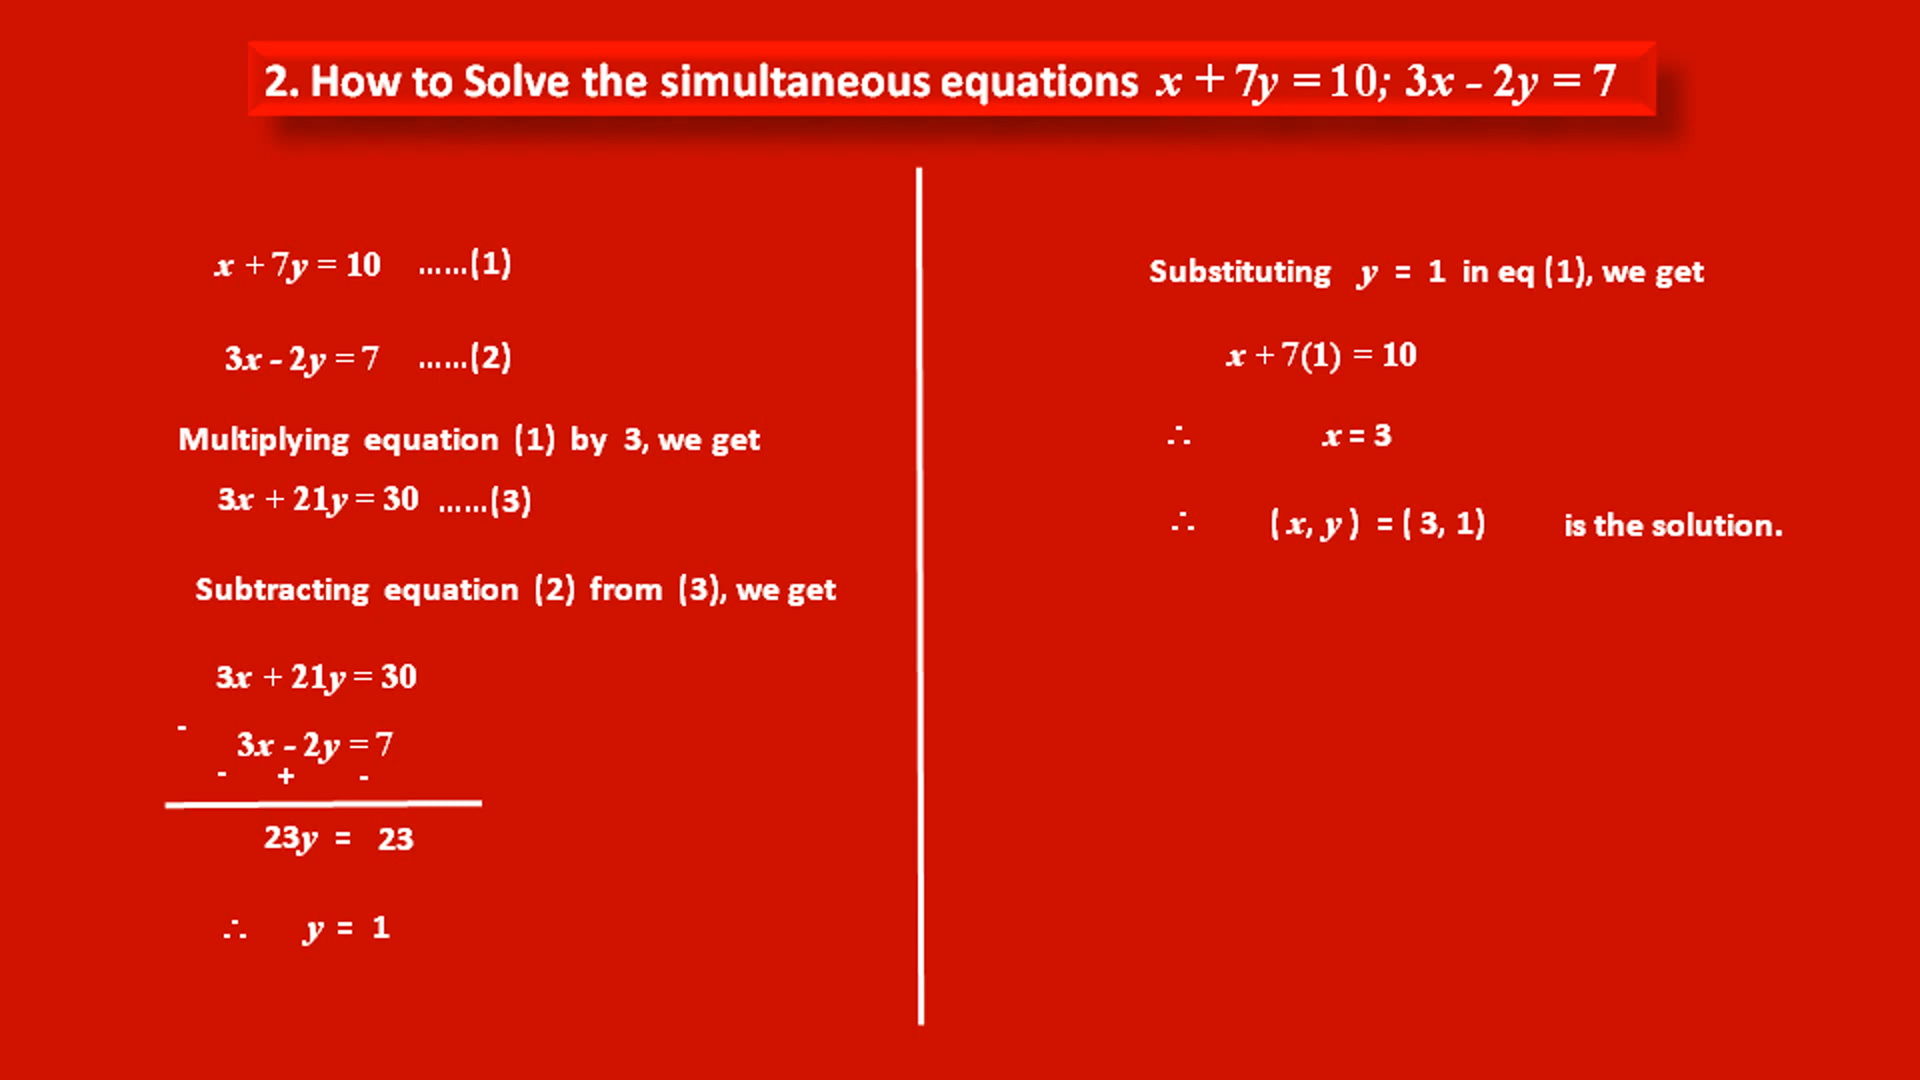 2. How to Solve the simultaneous equations x + 7y = 10; 3x - 2y = 7
x + 7y = 10 ......(1)
3x - 2y = 7 ......(2)
Multiplying equation (1) by 3, we get
3x + 21y = 30 ......(3)
Subtracting equation (2) from (3), we get
3x + 21y = 30
-
3x - 2y = 7
- + -
23y = 23
∴ y = 1
Substituting y = 1 in eq (1), we get
x + 7(1) = 10
∴ x = 3
∴ ( x, y ) = ( 3, 1) is the solution.